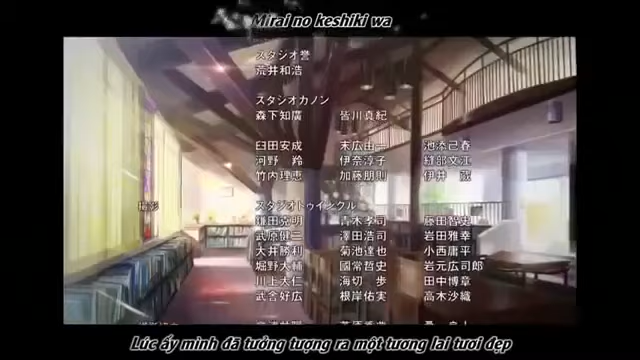 Mirai no keshiki wa
スタジオ誉
荒井和浩
スタジオカノン
森下知廣 皆川真紀
臼田安成 末広由一 池添己春
河野 羚 伊奈淳子 縫部文江
竹内理恵 加藤朋則 伊井 蔵
撮影 スタジオトゥインクル
鎌田克明 青木孝司 藤田智史
武原健二 澤田浩司 岩田雅幸
大井勝利 菊池達也 小西庸平
堀野大輔 國常哲史 岩元広司郎
川上大仁 海切 歩 田中博章
武舎好広 根岸佑実 高木沙織
Lúc ấy mình đã tưởng tượng ra một tương lai tươi đẹp